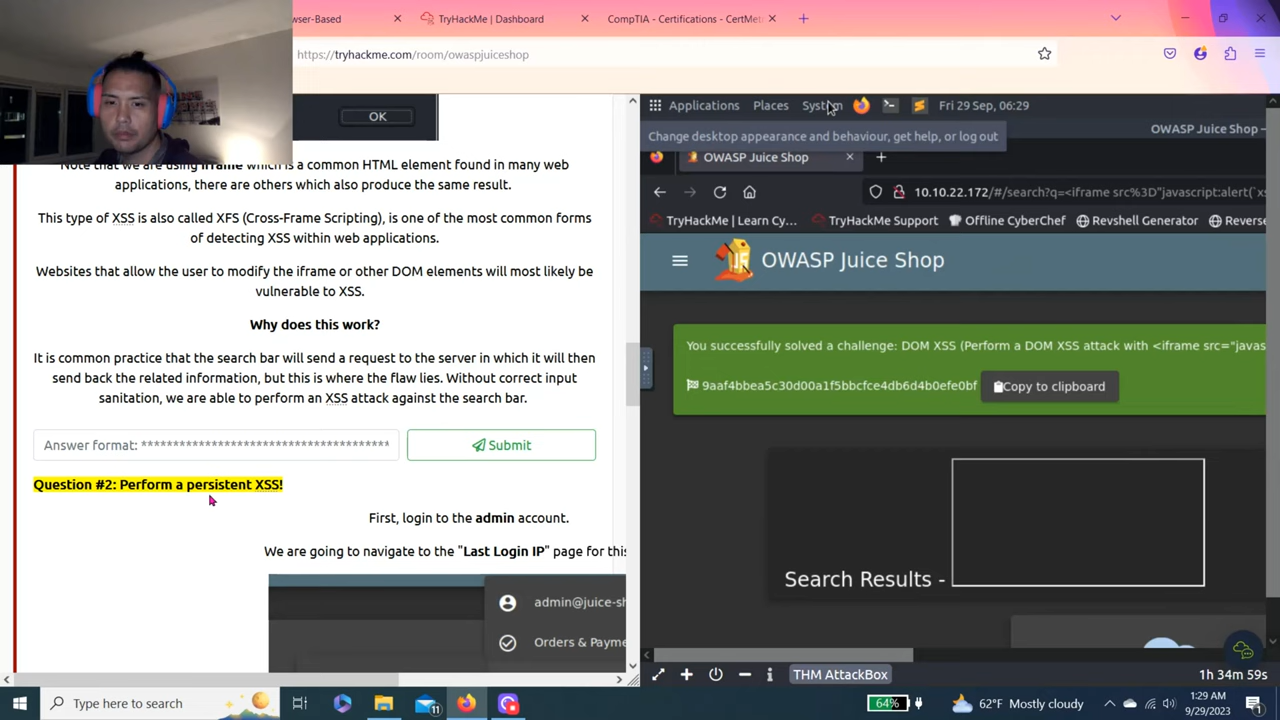 wser-Based
TryHackMe | Dashboard
CompTIA - Certifications - CertMet
https://tryhackme.com/room/owaspjuiceshop
OK
Note that we are using iframe which is a common HTML element found in many web
applications, there are others which also produce the same result.
This type of XSS is also called XFS (Cross-Frame Scripting), is one of the most common forms
of detecting XSS within web applications.
Websites that allow the user to modify the iframe or other DOM elements will most likely be
vulnerable to XSS.
Why does this work?
It is common practice that the search bar will send a request to the server in which it will then
send back the related information, but this is where the flaw lies. Without correct input
sanitation, we are able to perform an XSS attack against the search bar.
Answer format: ****************************************
Submit
Question #2: Perform a persistent XSS!
First, login to the admin account.
We are going to navigate to the "Last Login IP" page for this
admin@juice-sh
Orders & Payme
Applications Places System Fri 29 Sep, 06:29
Change desktop appearance and behaviour, get help, or log out
OWASP Juice Shop —
OWASP Juice Shop
10.10.22.172/#/search?q=<iframe src%3D"javascript:alert(`xs
TryHackMe | Learn Cy... TryHackMe Support Offline CyberChef Revshell Generator Reverse
OWASP Juice Shop
You successfully solved a challenge: DOM XSS (Perform a DOM XSS attack with <iframe src="javas
9aaf4bbea5c30d00a1f5bbcfce4db6d4b0efe0bf
Copy to clipboard
Search Results -
THM AttackBox
1h 34m 59s
Type here to search
11
64%
62°F Mostly cloudy
1:29 AM
9/29/2023
1